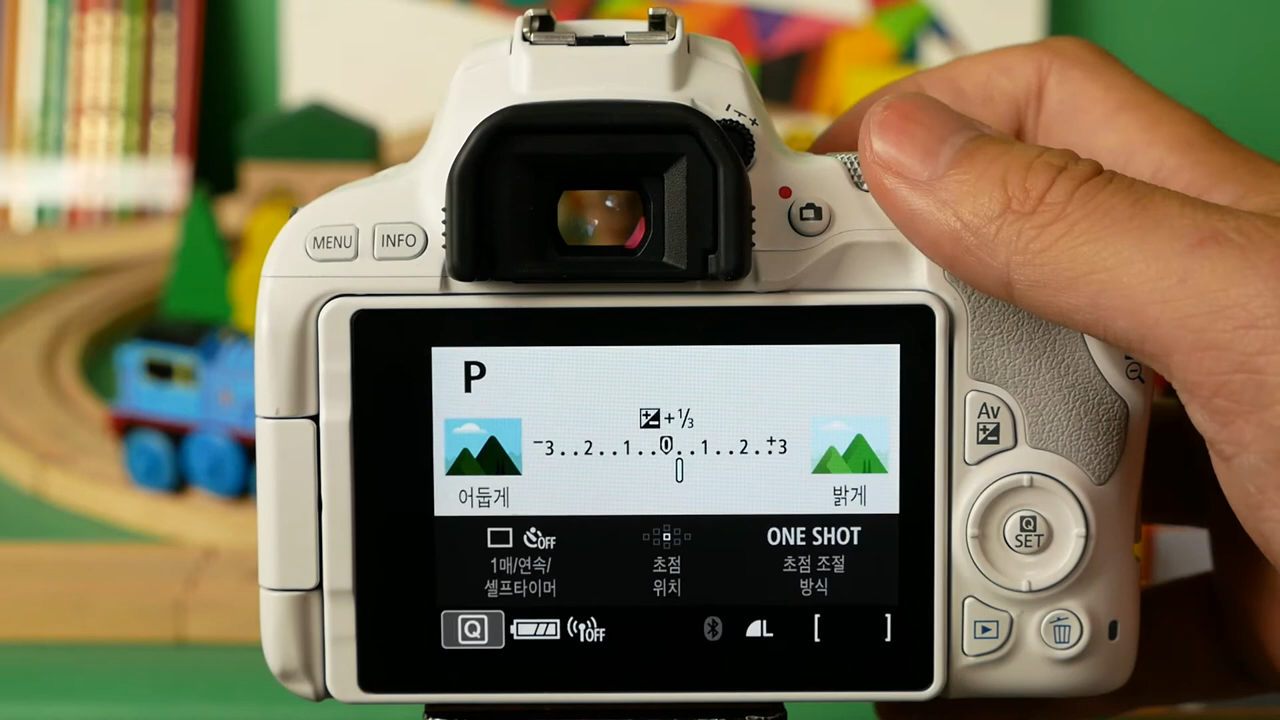 MENU
INFO
P
+1/3
-3..2..1..0..1..2..+3
어둡게
밝게
OFF
ONE SHOT
1매/연속/
셀프타이머
초점
위치
초점 조절
방식
Q
OFF
L
[ ]
Av
Q
SET